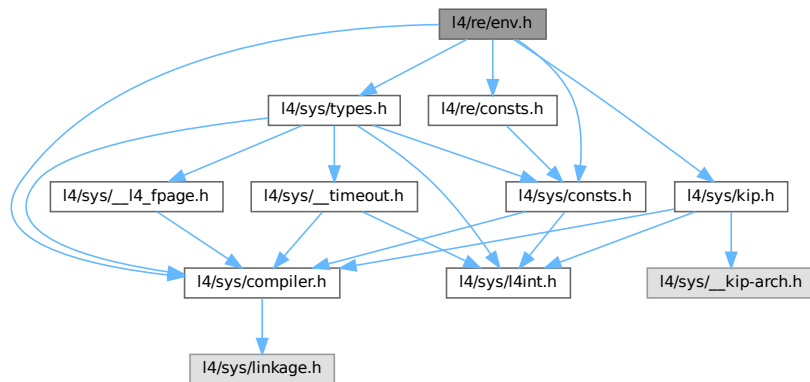 l4/re/env.h
l4/sys/types.h
l4/re/consts.h
l4/sys/__l4_fpage.h
l4/sys/__timeout.h
l4/sys/consts.h
l4/sys/kip.h
l4/sys/compiler.h
l4/sys/l4int.h
l4/sys/__kip-arch.h
l4/sys/linkage.h